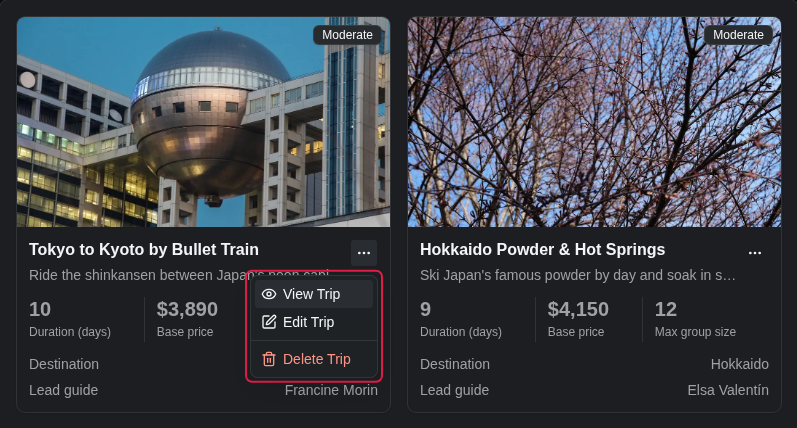 Moderate
Tokyo to Kyoto by Bullet Train
Ride the shinkansen between Japan's
10
Duration (days)
$3,890
Base price
Destination
Lead guide
Francine Morin
View Trip
Edit Trip
Delete Trip
Moderate
Hokkaido Powder & Hot Springs
Ski Japan's famous powder by day and soak in s…
9
Duration (days)
$4,150
Base price
12
Max group size
Destination
Hokkaido
Lead guide
Elsa Valentín